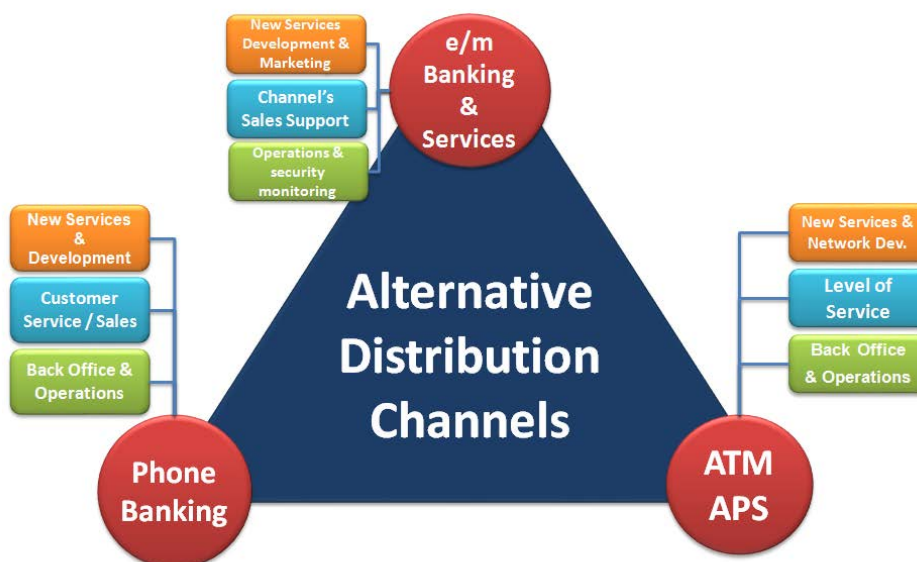 New Services
Development &
Marketing
Channel's
Sales Support
Operations &
security
monitoring
e/m
Banking
&
Services
New Services
&
Development
Customer
Service / Sales
Back Office &
Operations
Alternative
Distribution
Channels
New Services &
Network Dev.
Level of
Service
Back Office
& Operations
Phone
Banking
ATM
APS